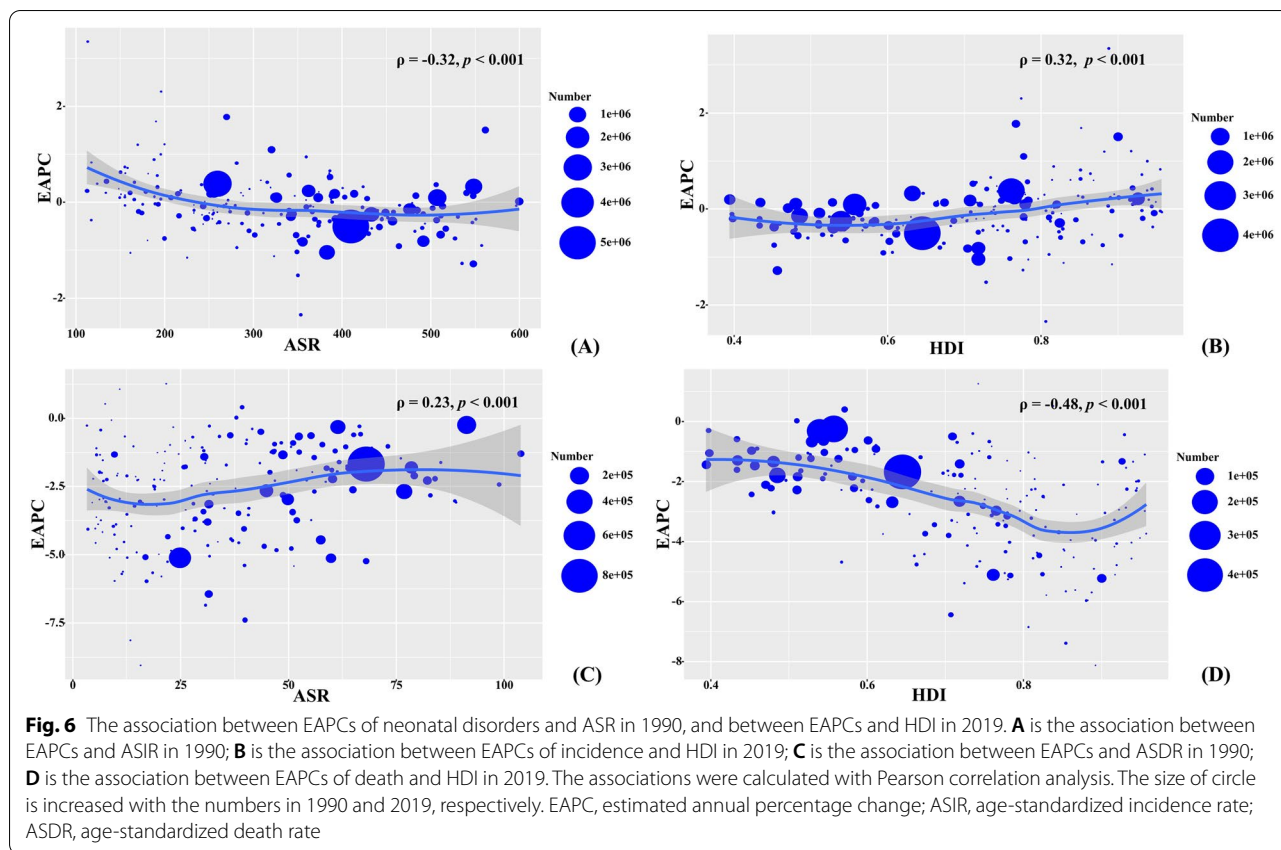 ρ = -0.32, p < 0.001
EAPC
2
0
-2
100
200
300
400
500
600
ASR
Number
1e+06
2e+06
3e+06
4e+06
5e+06
(A)
ρ = 0.32, p < 0.001
EAPC
2
0
-2
0.4
0.6
0.8
HDI
Number
1e+06
2e+06
3e+06
4e+06
(B)
ρ = 0.23, p < 0.001
EAPC
0.0
-2.5
-5.0
-7.5
0
25
50
75
100
ASR
Number
2e+05
4e+05
6e+05
8e+05
(C)
ρ = -0.48, p < 0.001
EAPC
0
-2
-4
-6
-8
0.4
0.6
0.8
HDI
Number
1e+05
2e+05
3e+05
4e+05
(D)
Fig. 6 The association between EAPCs of neonatal disorders and ASR in 1990, and between EAPCs and HDI in 2019. A is the association between
EAPCs and ASIR in 1990; B is the association between EAPCs of incidence and HDI in 2019; C is the association between EAPCs and ASDR in 1990;
D is the association between EAPCs of death and HDI in 2019. The associations were calculated with Pearson correlation analysis. The size of circle
is increased with the numbers in 1990 and 2019, respectively. EAPC, estimated annual percentage change; ASIR, age-standardized incidence rate;
ASDR, age-standardized death rate